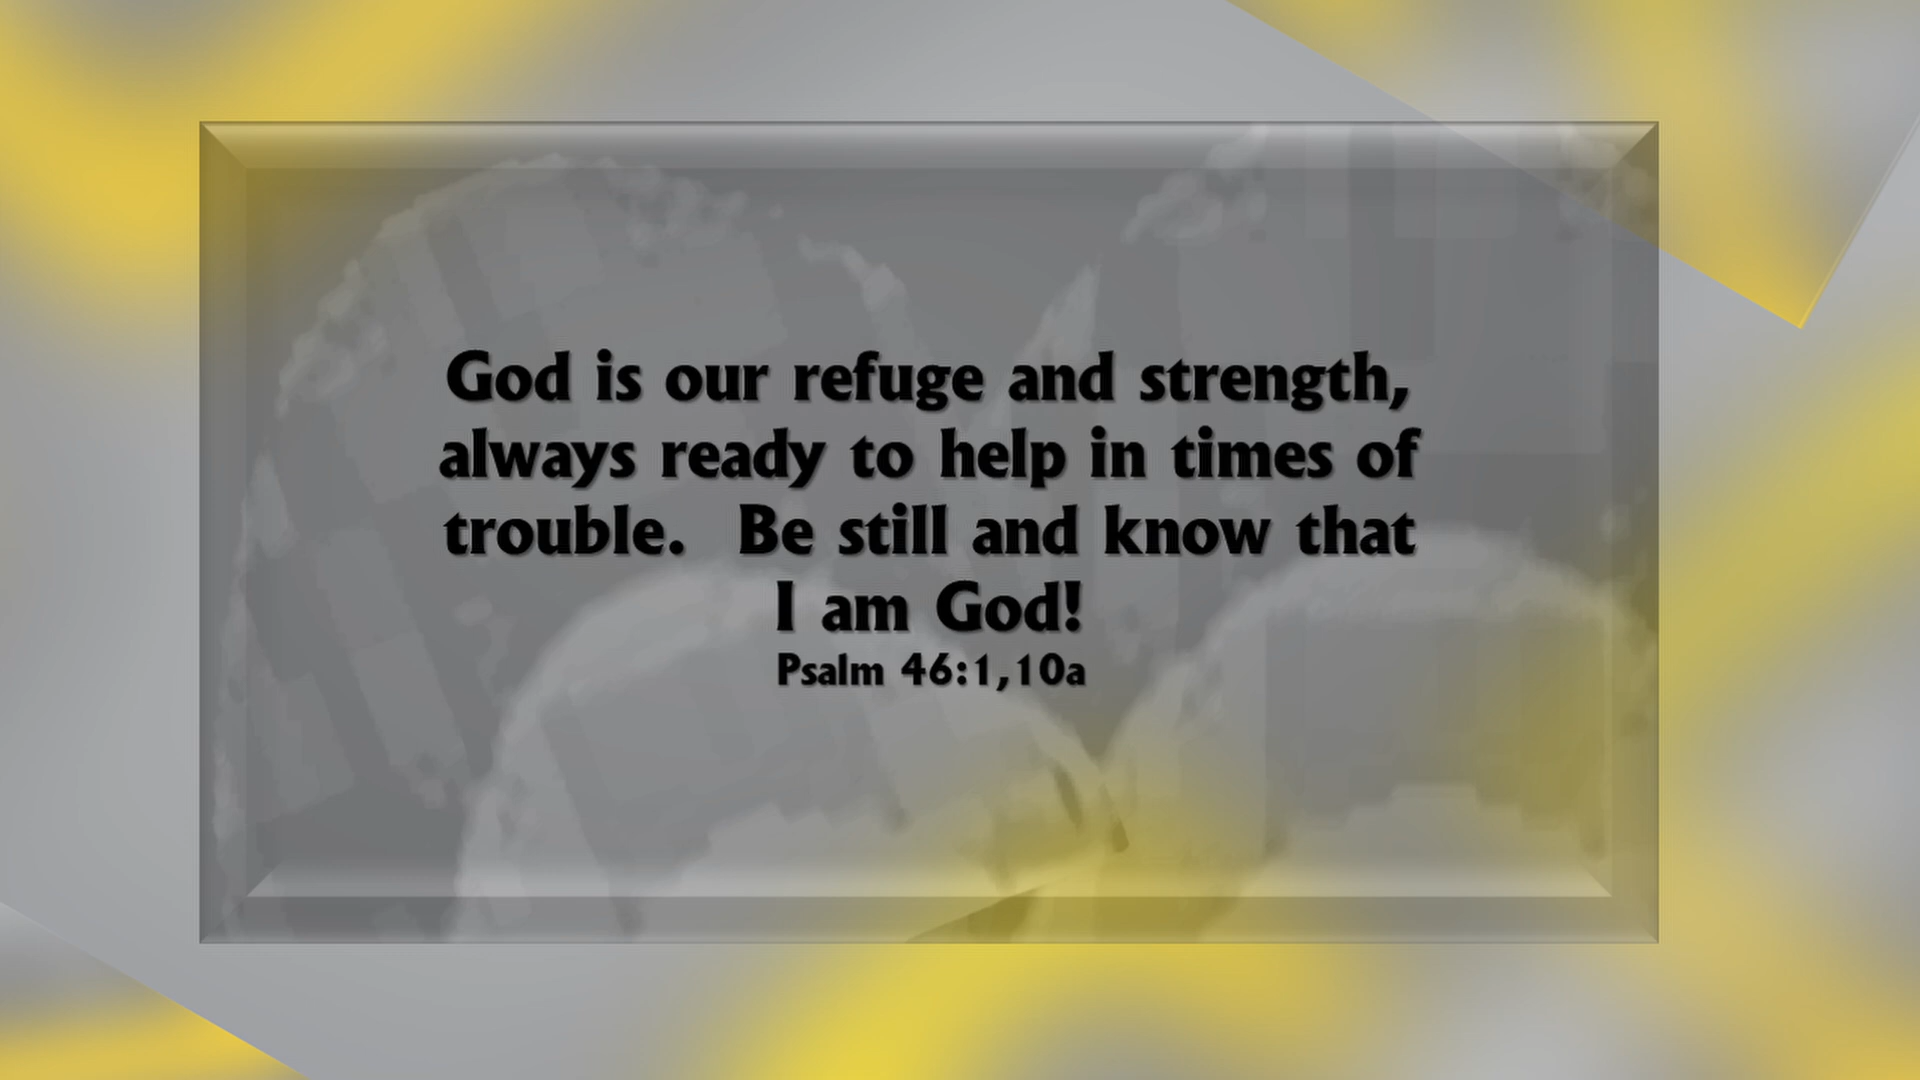 God is our refuge and strength,
always ready to help in times of
trouble.  Be still and know that
I am God!
Psalm 46:1,10a